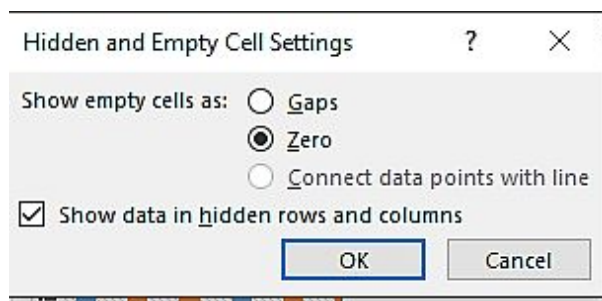 Hidden and Empty Cell Settings ? ×
Show empty cells as: Gaps
Zero
Connect data points with line
Show data in hidden rows and columns
OK Cancel